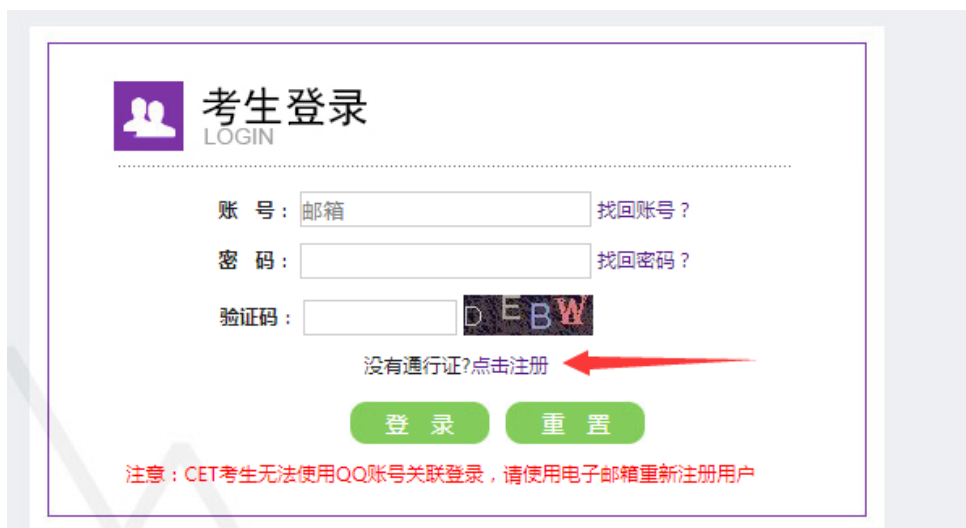 考生登录
LOGIN
账 号：邮箱 找回账号？
密 码： 找回密码？
验证码： D E B W
没有通行证?点击注册
登 录 重 置
注意：CET考生无法使用QQ账号关联登录，请使用电子邮箱重新注册用户